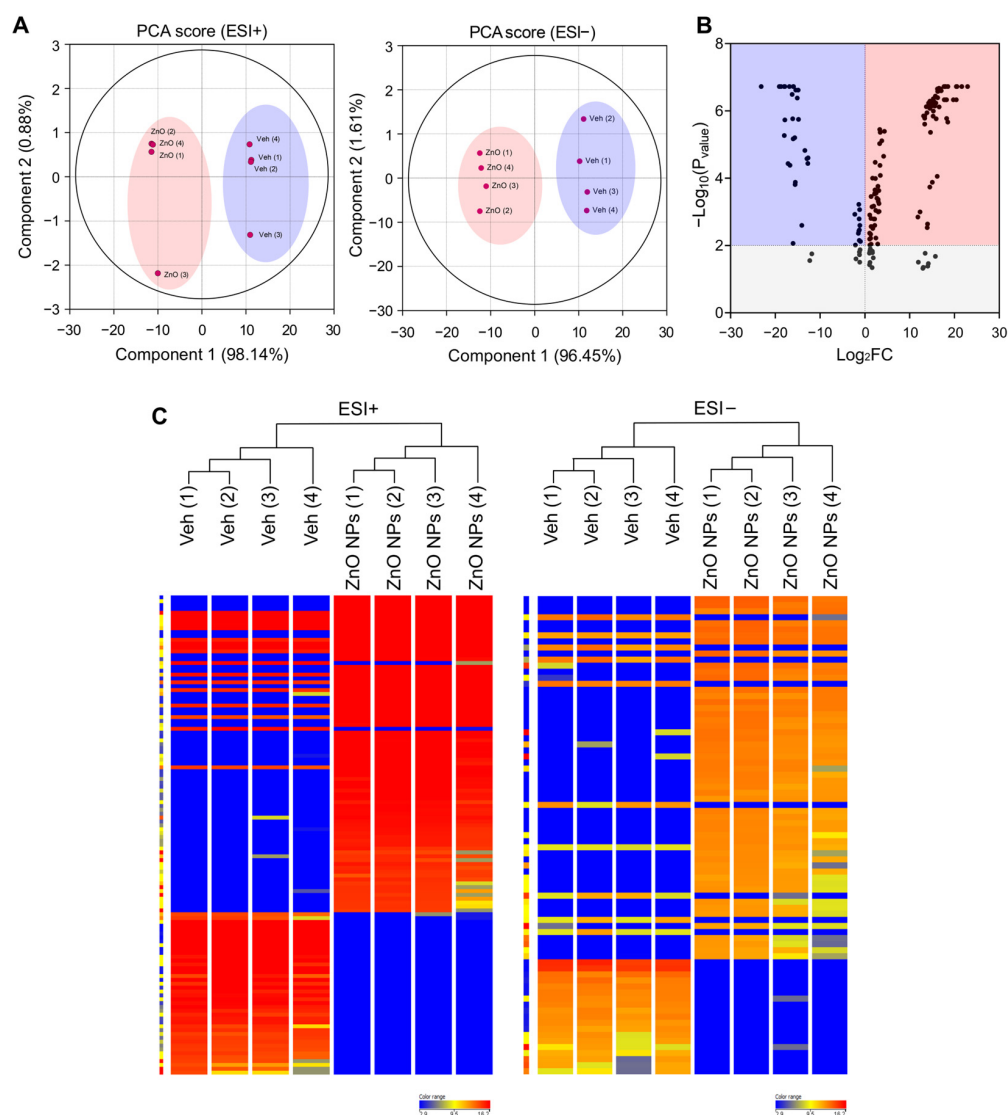 A
PCA score (ESI+)
Component 2 (0.88%)
3
2
1
0
−1
−2
−3
ZnO (2)
ZnO (4)
ZnO (1)
ZnO (3)
Veh (4)
Veh (1)
Veh (2)
Veh (3)
−30 −20 −10 0 10 20 30
Component 1 (98.14%)
PCA score (ESI−)
Component 2 (1.61%)
30
3
2
1
0
−1
−2
−3
−30
ZnO (1)
ZnO (4)
ZnO (3)
ZnO (2)
Veh (2)
Veh (1)
Veh (3)
Veh (4)
−30 −20 −10 0 10 20 30
Component 1 (96.45%)
B
−Log10(Pvalue)
8
6
4
2
0
−30 −20 −10 0 10 20 30
Log2FC
C
ESI+
Veh (1)
Veh (2)
Veh (3)
Veh (4)
ZnO NPs (1)
ZnO NPs (2)
ZnO NPs (3)
ZnO NPs (4)
Color range
ESI−
Veh (1)
Veh (2)
Veh (3)
Veh (4)
ZnO NPs (1)
ZnO NPs (2)
ZnO NPs (3)
ZnO NPs (4)
Color range